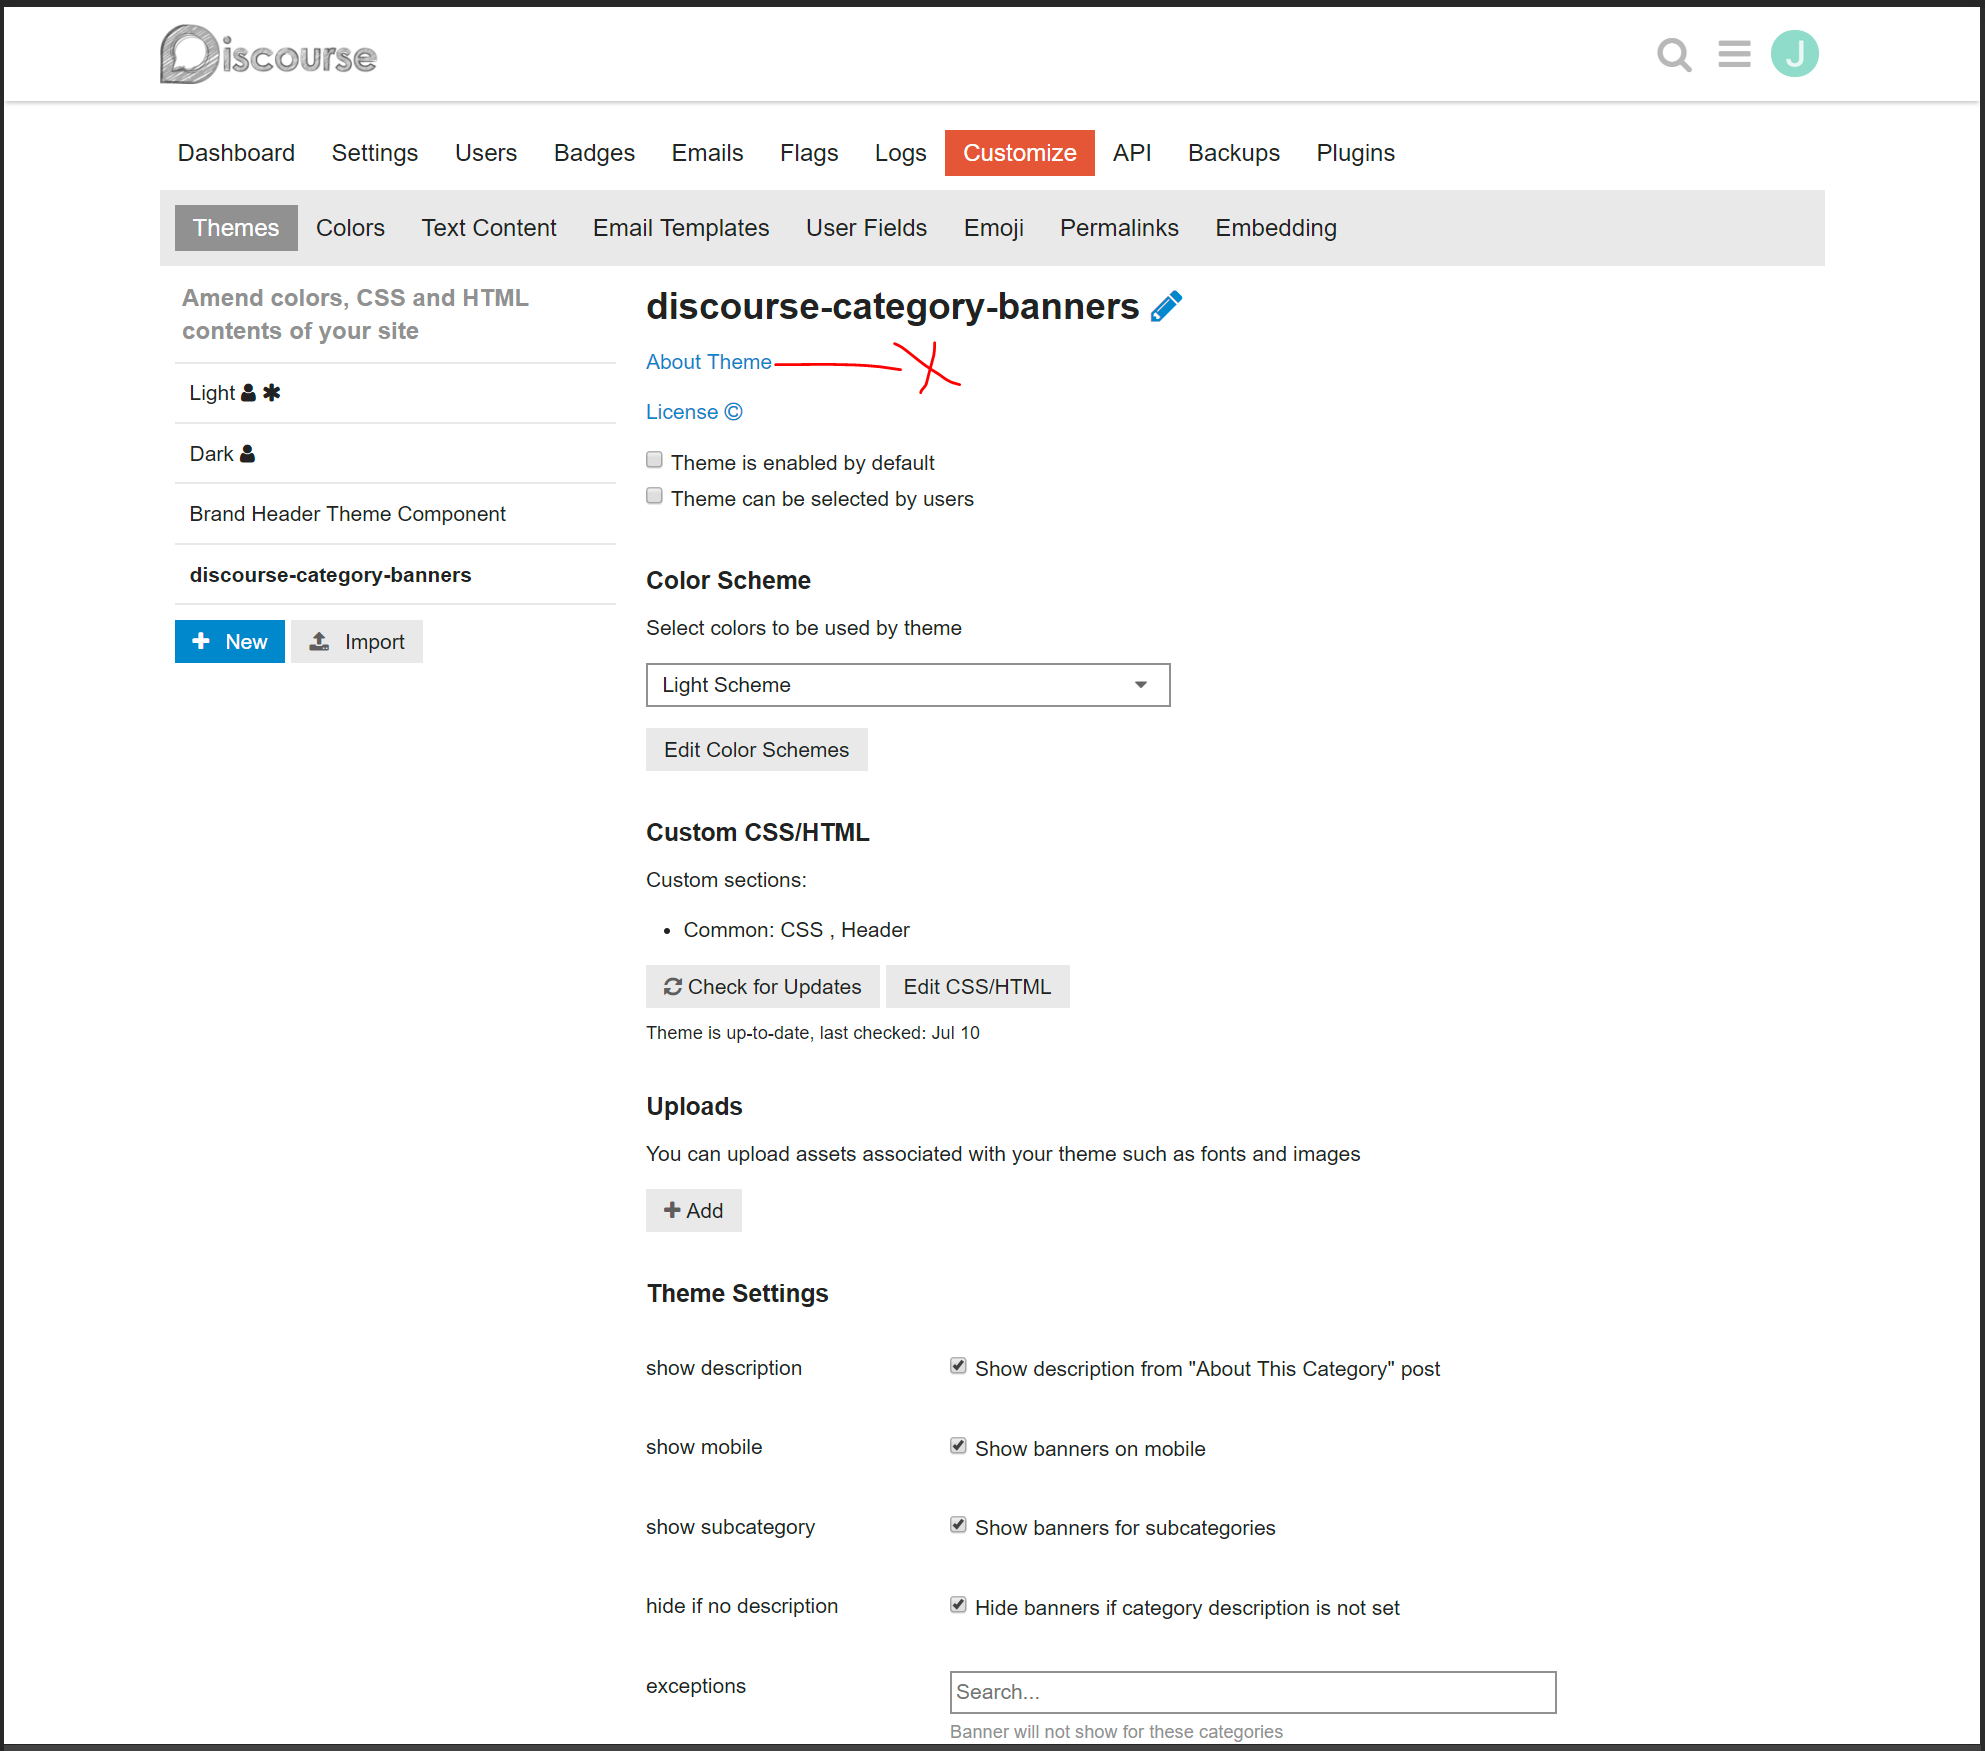 Discourse
J
Dashboard Settings Users Badges Emails Flags Logs Customize API Backups Plugins
Themes Colors Text Content Email Templates User Fields Emoji Permalinks Embedding
Amend colors, CSS and HTML
contents of your site
Light
Dark
Brand Header Theme Component
discourse-category-banners
New Import
discourse-category-banners
About Theme
License ©
Theme is enabled by default
Theme can be selected by users
Color Scheme
Select colors to be used by theme
Light Scheme
Edit Color Schemes
Custom CSS/HTML
Custom sections:
• Common: CSS , Header
Check for Updates Edit CSS/HTML
Theme is up-to-date, last checked: Jul 10
Uploads
You can upload assets associated with your theme such as fonts and images
Add
Theme Settings
show description Show description from "About This Category" post
show mobile Show banners on mobile
show subcategory Show banners for subcategories
hide if no description Hide banners if category description is not set
exceptions Search...
Banner will not show for these categories